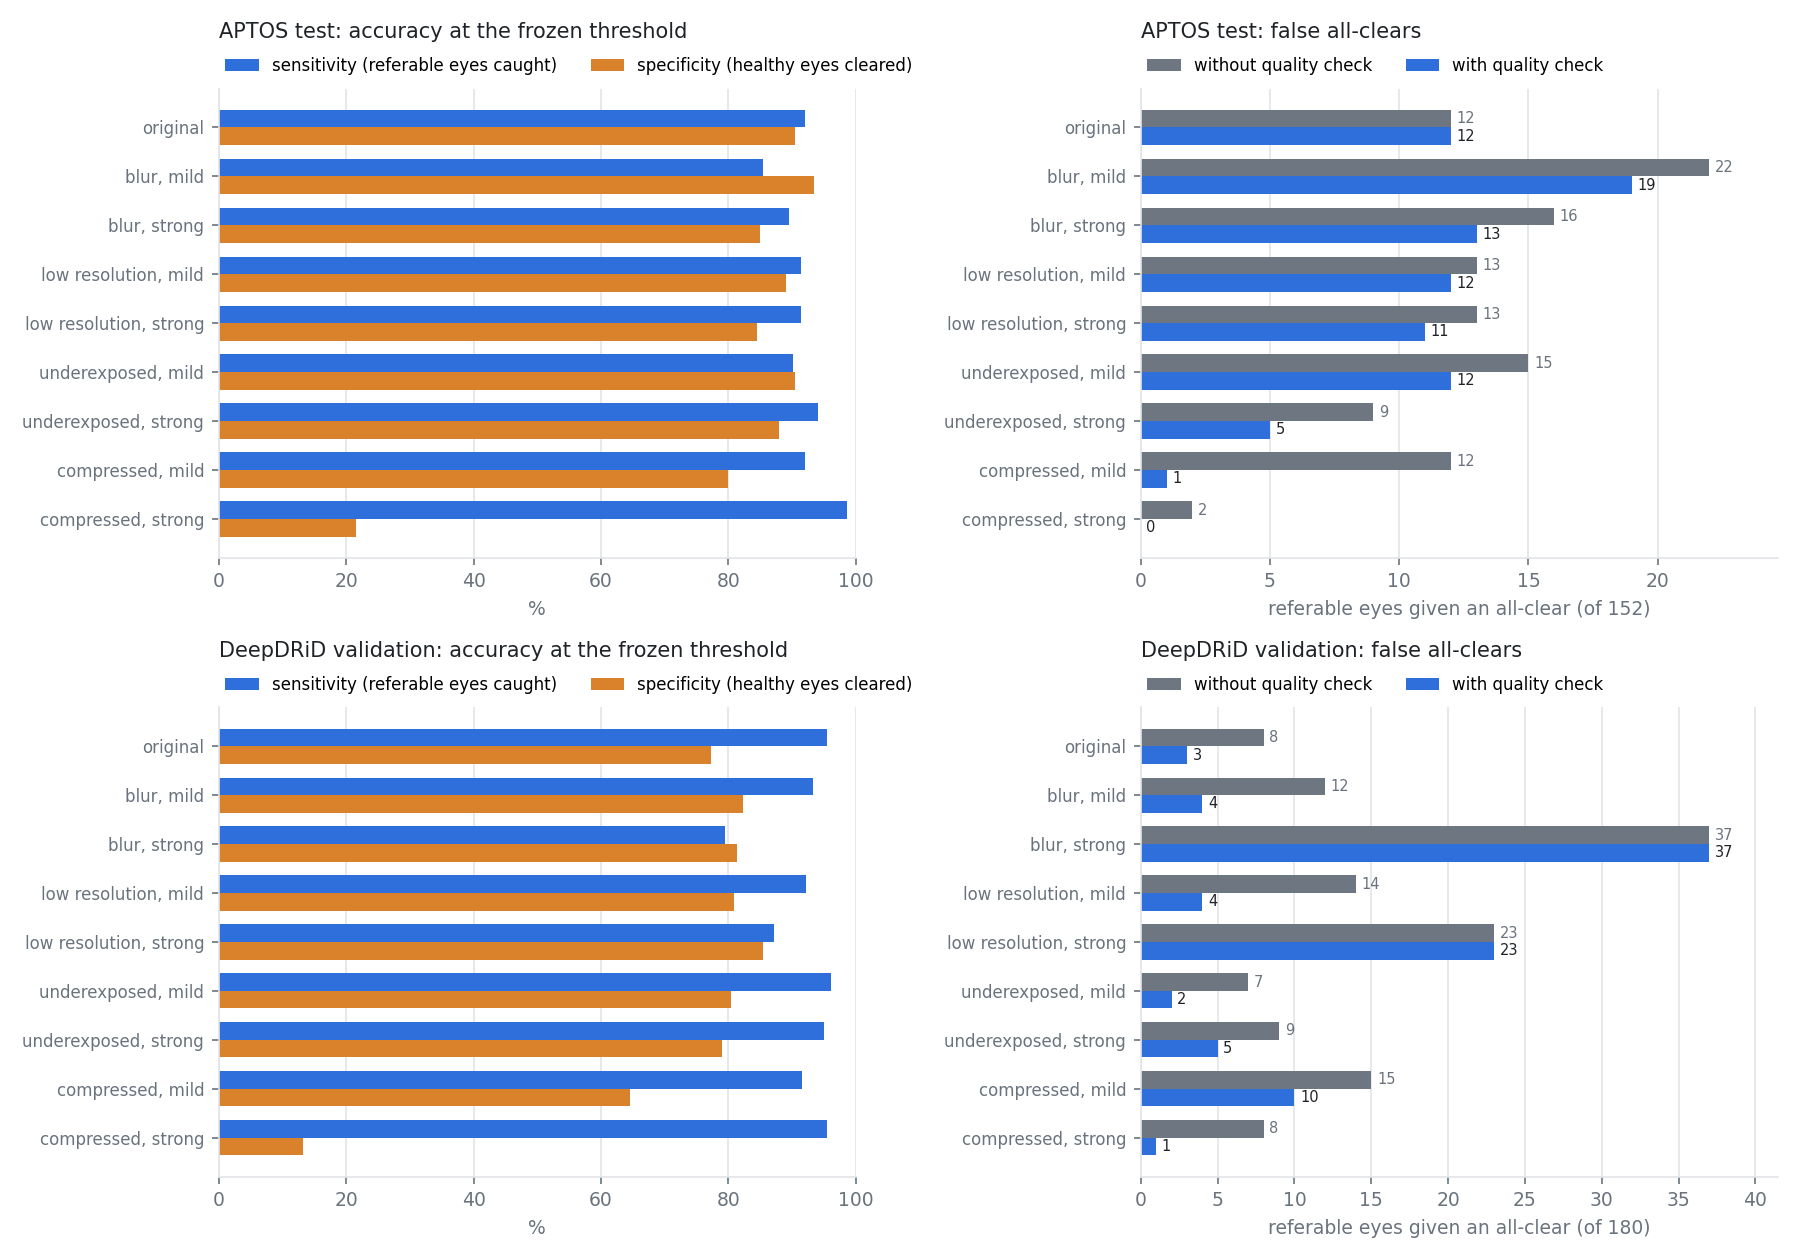 APTOS test: accuracy at the frozen threshold
sensitivity (referable eyes caught) specificity (healthy eyes cleared)
original
blur, mild
blur, strong
low resolution, mild
low resolution, strong
underexposed, mild
underexposed, strong
compressed, mild
compressed, strong
0 20 40 60 80 100
%
APTOS test: false all-clears
without quality check with quality check
original 12
12
blur, mild 22
19
blur, strong 16
13
low resolution, mild 13
12
low resolution, strong 13
11
underexposed, mild 15
12
underexposed, strong 9
5
compressed, mild 12
1
compressed, strong 2
0
0 5 10 15 20
referable eyes given an all-clear (of 152)
DeepDRiD validation: accuracy at the frozen threshold
sensitivity (referable eyes caught) specificity (healthy eyes cleared)
original
blur, mild
blur, strong
low resolution, mild
low resolution, strong
underexposed, mild
underexposed, strong
compressed, mild
compressed, strong
0 20 40 60 80 100
%
DeepDRiD validation: false all-clears
without quality check with quality check
original 8
3
blur, mild 12
4
blur, strong 37
37
low resolution, mild 14
4
low resolution, strong 23
23
underexposed, mild 7
2
underexposed, strong 9
5
compressed, mild 15
10
compressed, strong 8
1
0 5 10 15 20 25 30 35 40
referable eyes given an all-clear (of 180)